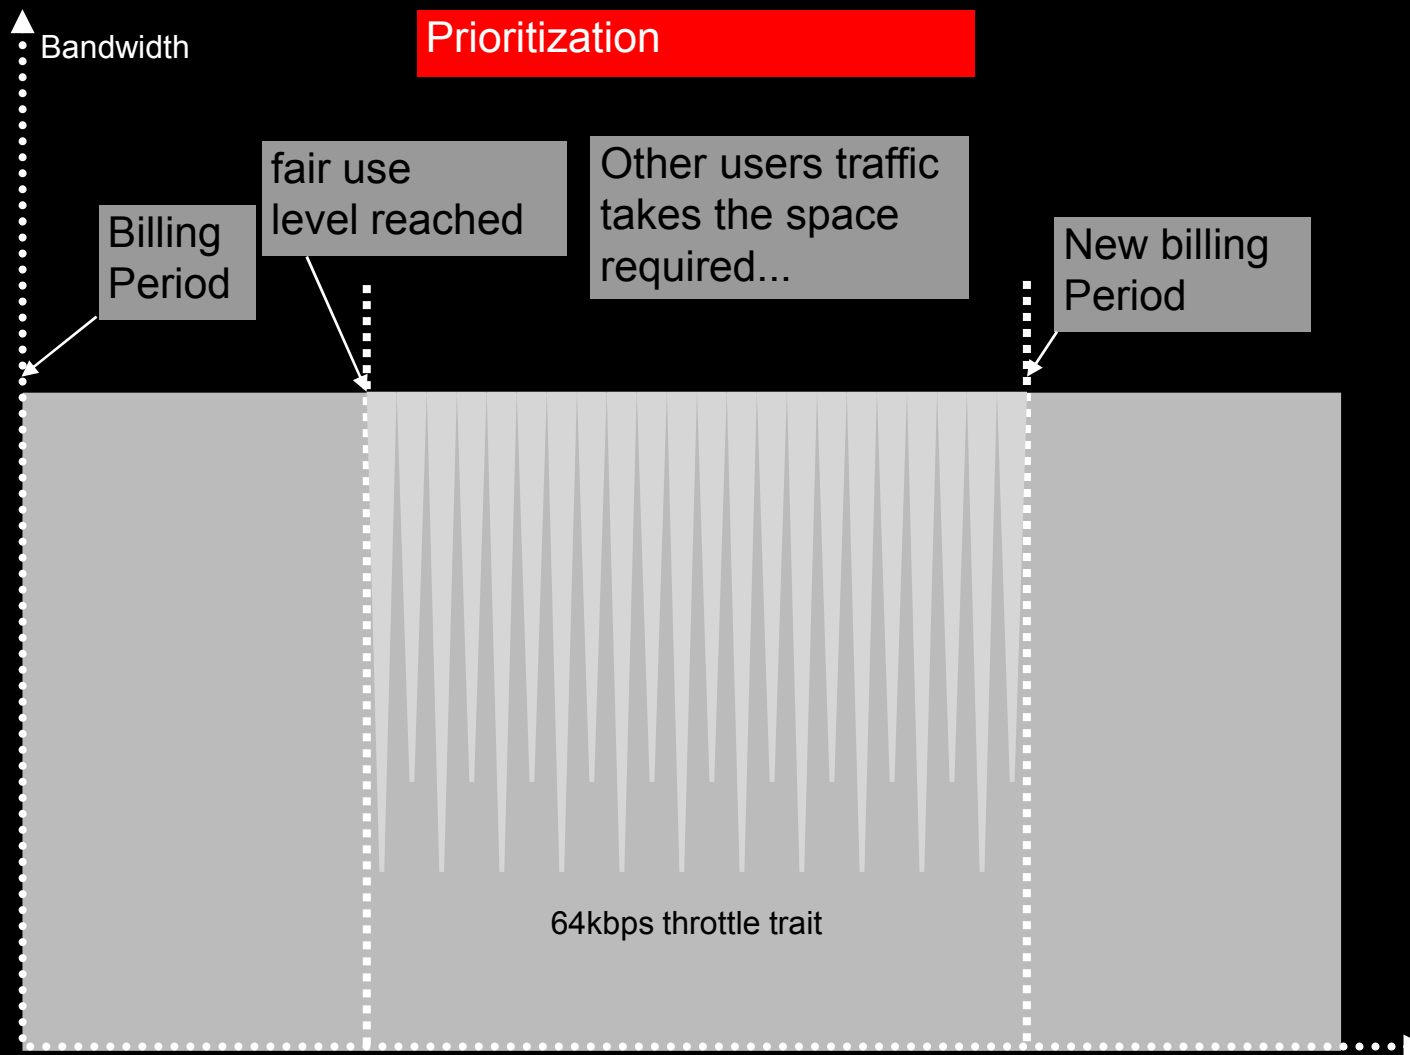 Bandwidth
Prioritization
Billing
Period
fair use
level reached
Other users traffic
takes the space
required...
New billing
Period
64kbps throttle trait